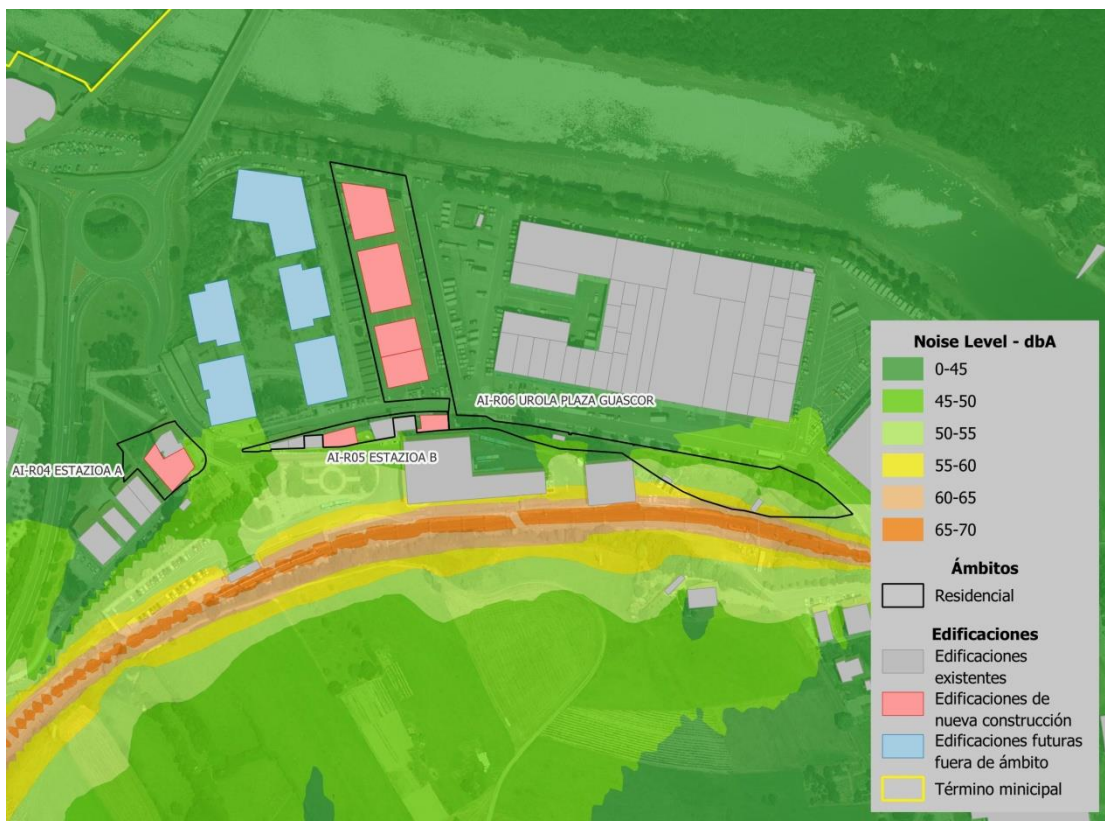 AI-R06 UROLA PLAZA GUASCOR
AI-R05 ESTAZIOA B
AI-R04 ESTAZIOA A
Noise Level - dbA
0-45
45-50
50-55
55-60
60-65
65-70
Ámbitos
Residencial
Edificaciones
Edificaciones
existentes
Edificaciones de
nueva construcción
Edificaciones futuras
fuera de ámbito
Término minicipal